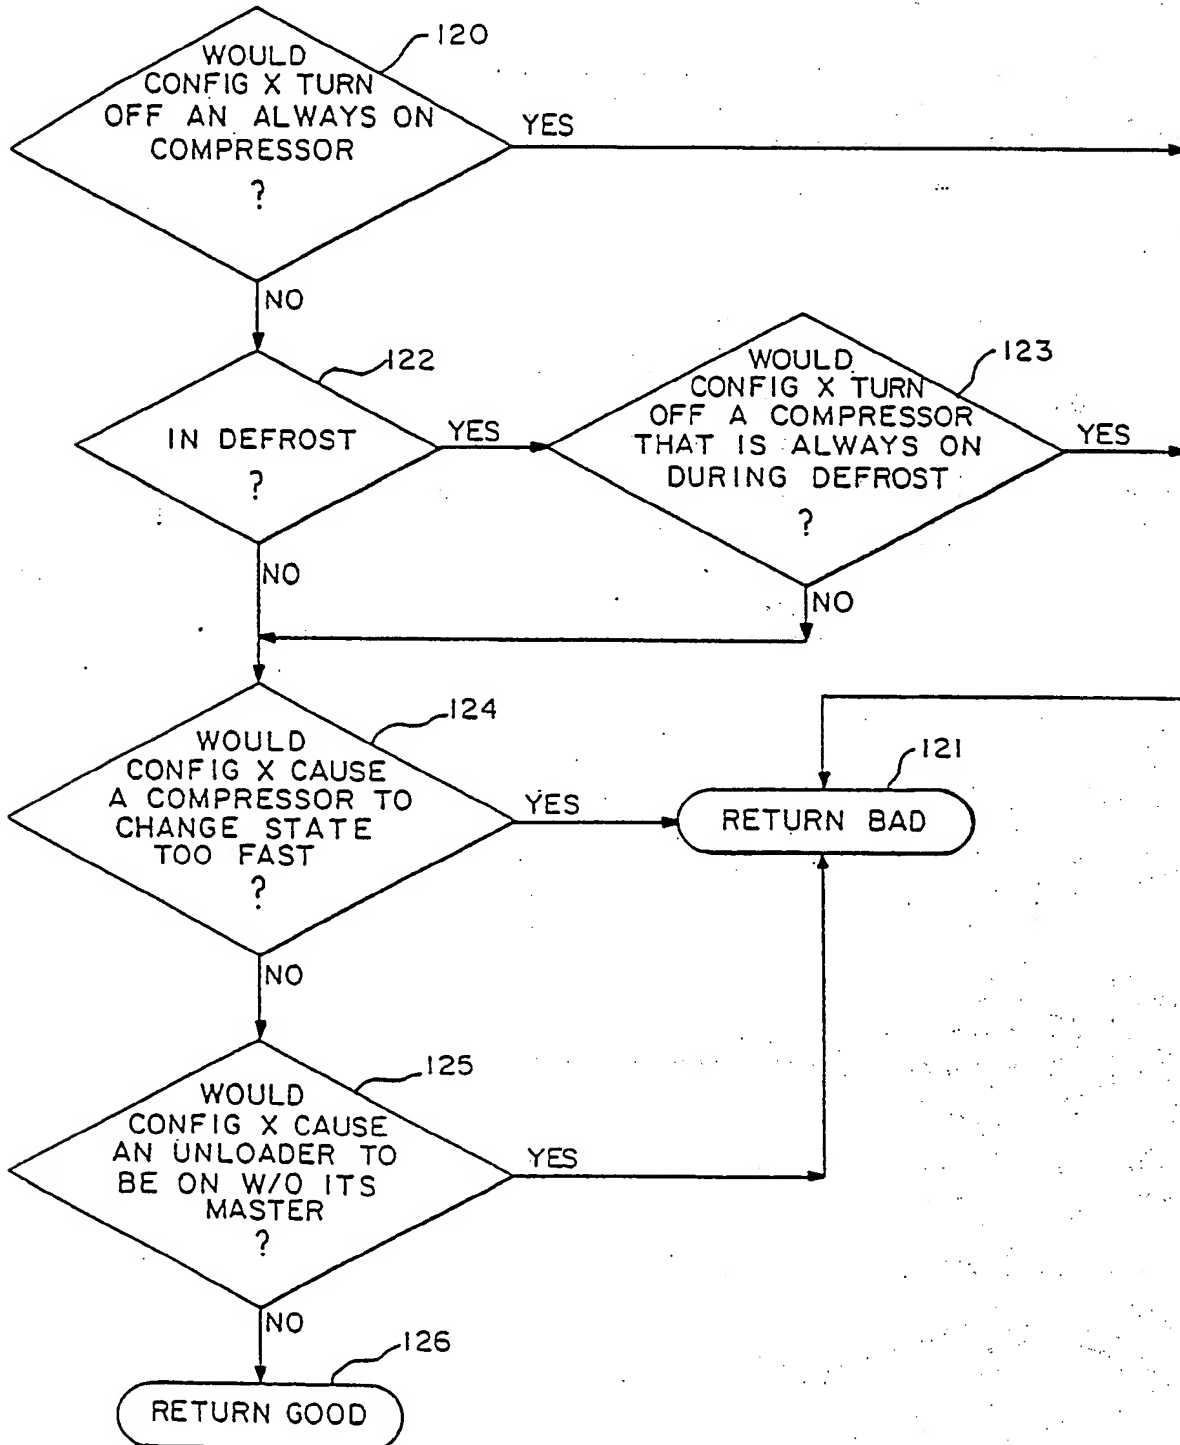 120
WOULD
CONFIG X TURN
OFF AN ALWAYS ON
COMPRESSOR
?
YES
NO
122
IN DEFROST
?
YES
NO
123
WOULD
CONFIG X TURN
OFF A COMPRESSOR
THAT IS ALWAYS ON
DURING DEFROST
?
YES
NO
124
WOULD
CONFIG X CAUSE
A COMPRESSOR TO
CHANGE STATE
TOO FAST
?
YES
NO
121
RETURN BAD
125
WOULD
CONFIG X CAUSE
AN UNLOADER TO
BE ON W/O ITS
MASTER
?
YES
NO
126
RETURN GOOD